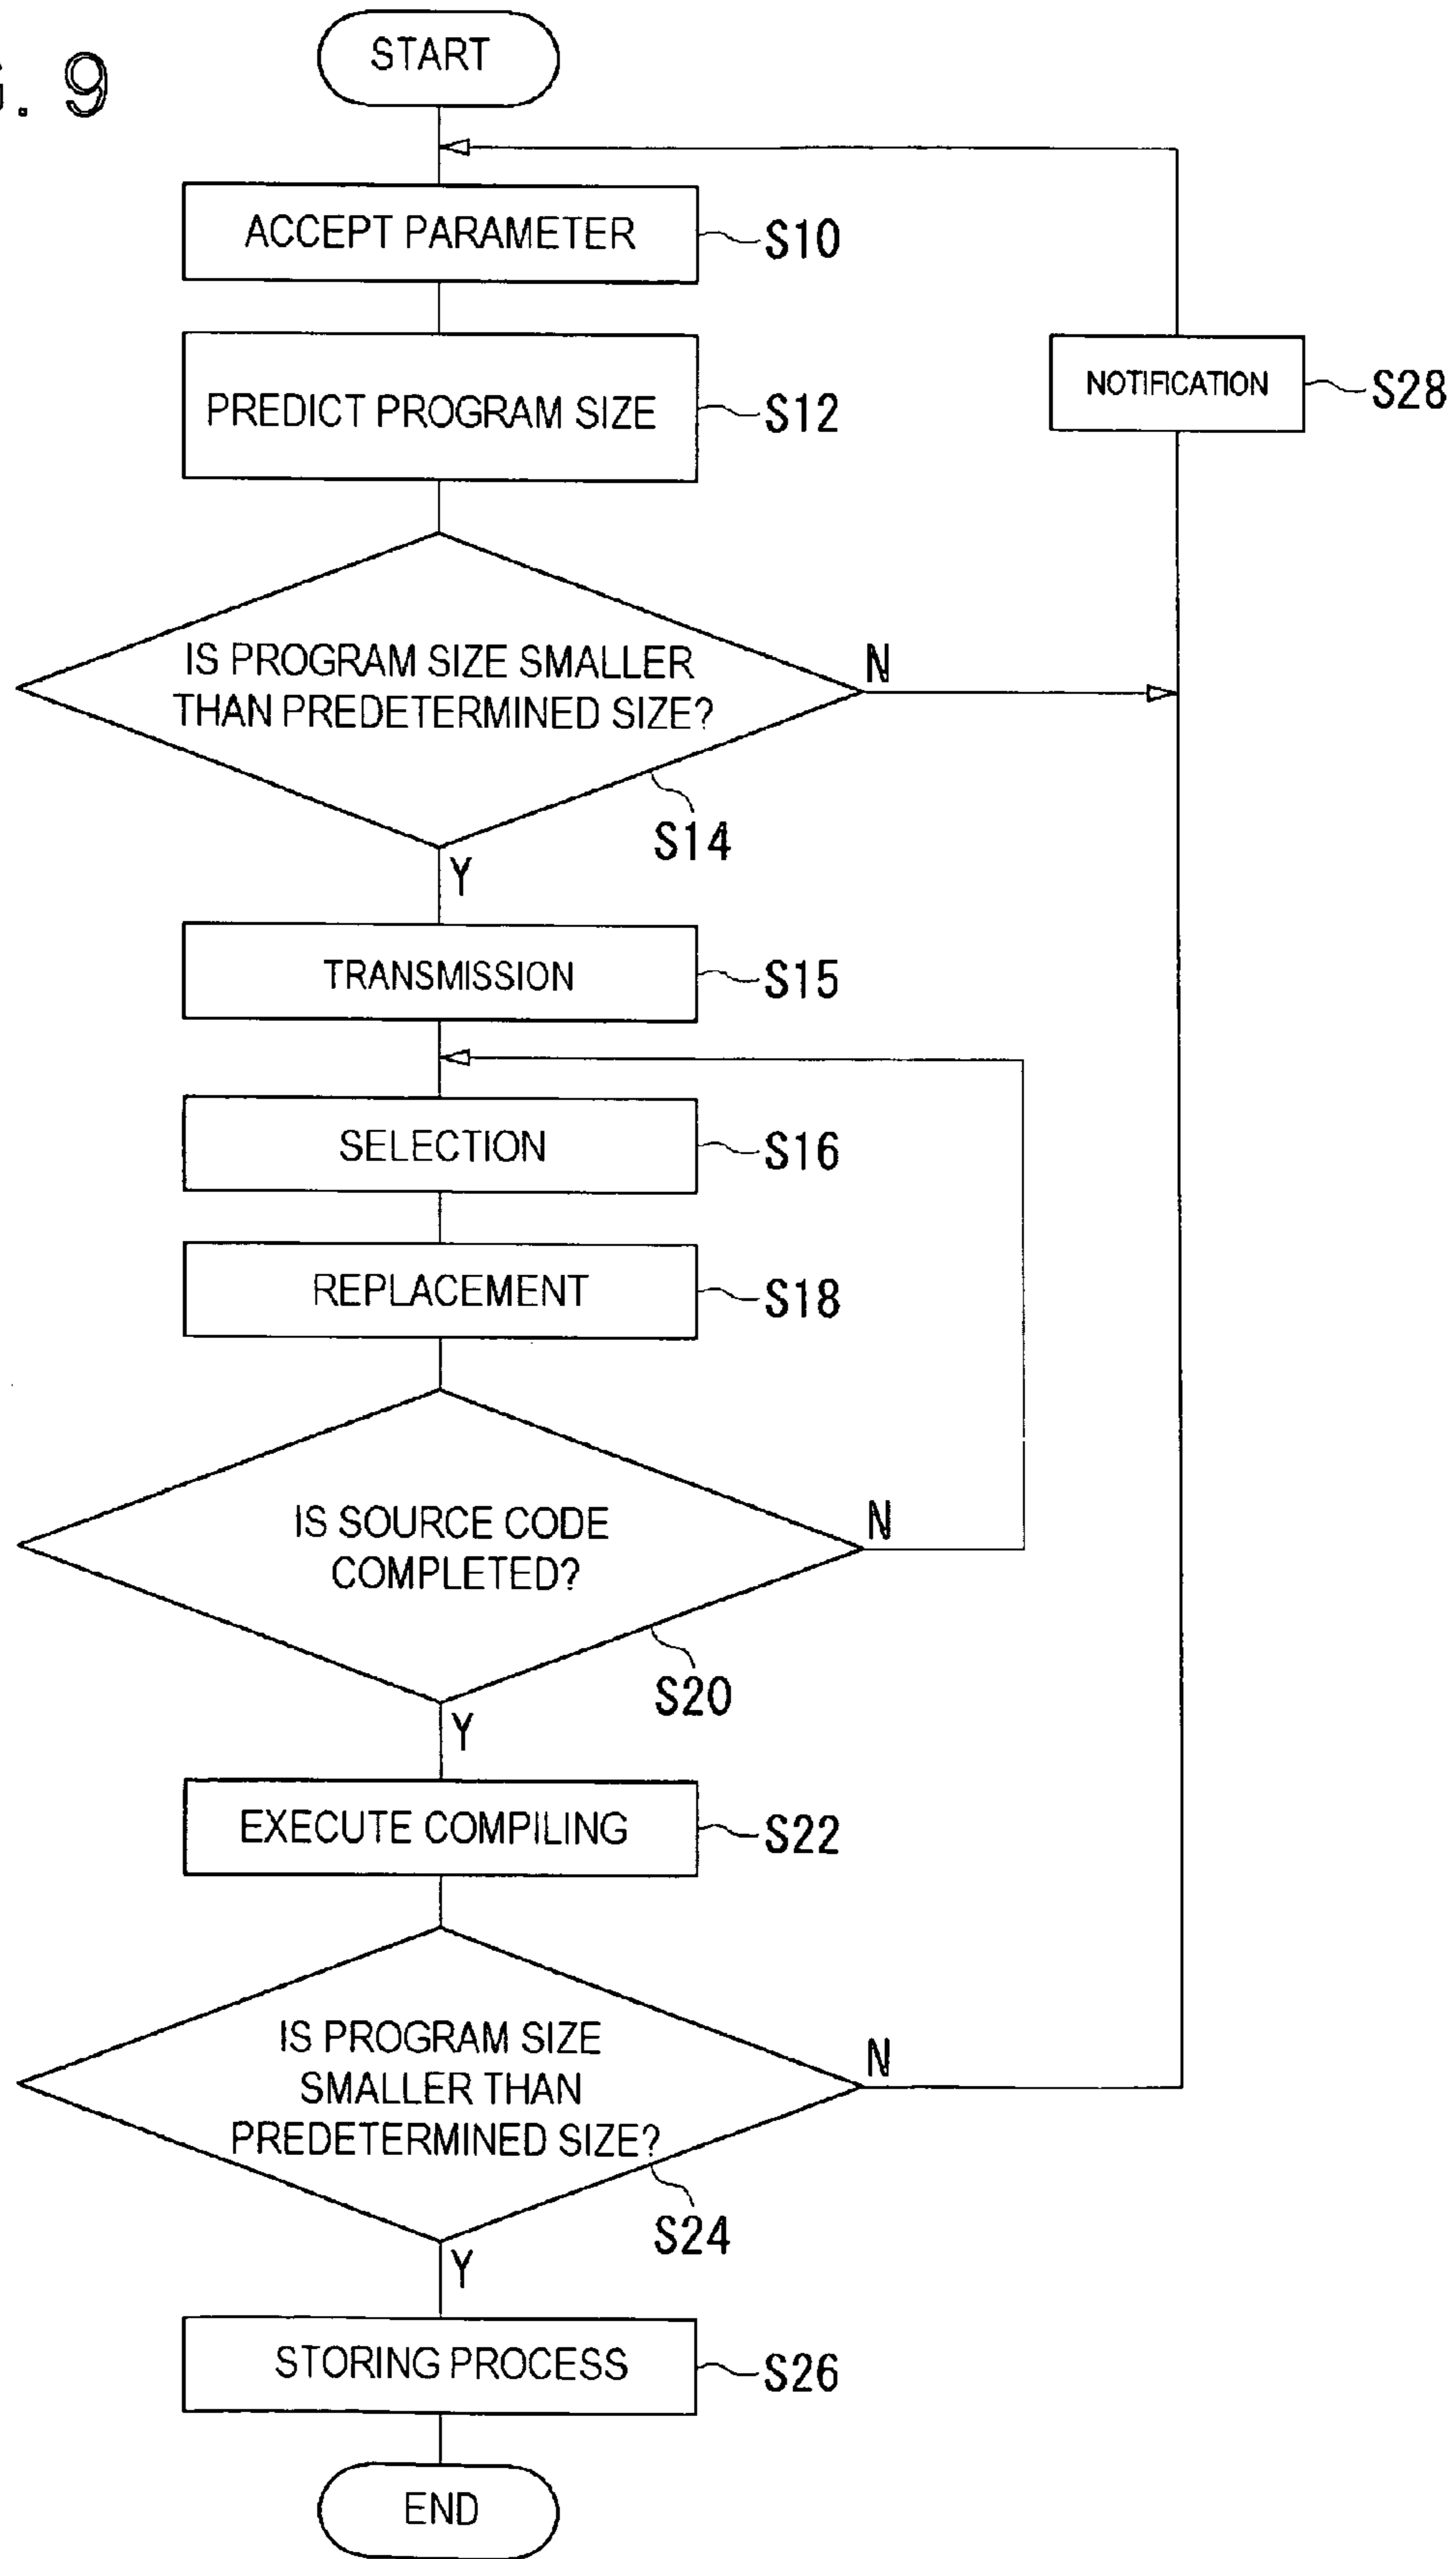 . 9
START
ACCEPT PARAMETER
S10
PREDICT PROGRAM SIZE
S12
NOTIFICATION
S28
IS PROGRAM SIZE SMALLER
THAN PREDETERMINED SIZE?
N
S14
Y
TRANSMISSION
S15
SELECTION
S16
REPLACEMENT
S18
IS SOURCE CODE
COMPLETED?
N
S20
Y
EXECUTE COMPILING
S22
IS PROGRAM SIZE
SMALLER THAN
PREDETERMINED SIZE?
N
S24
Y
STORING PROCESS
S26
END